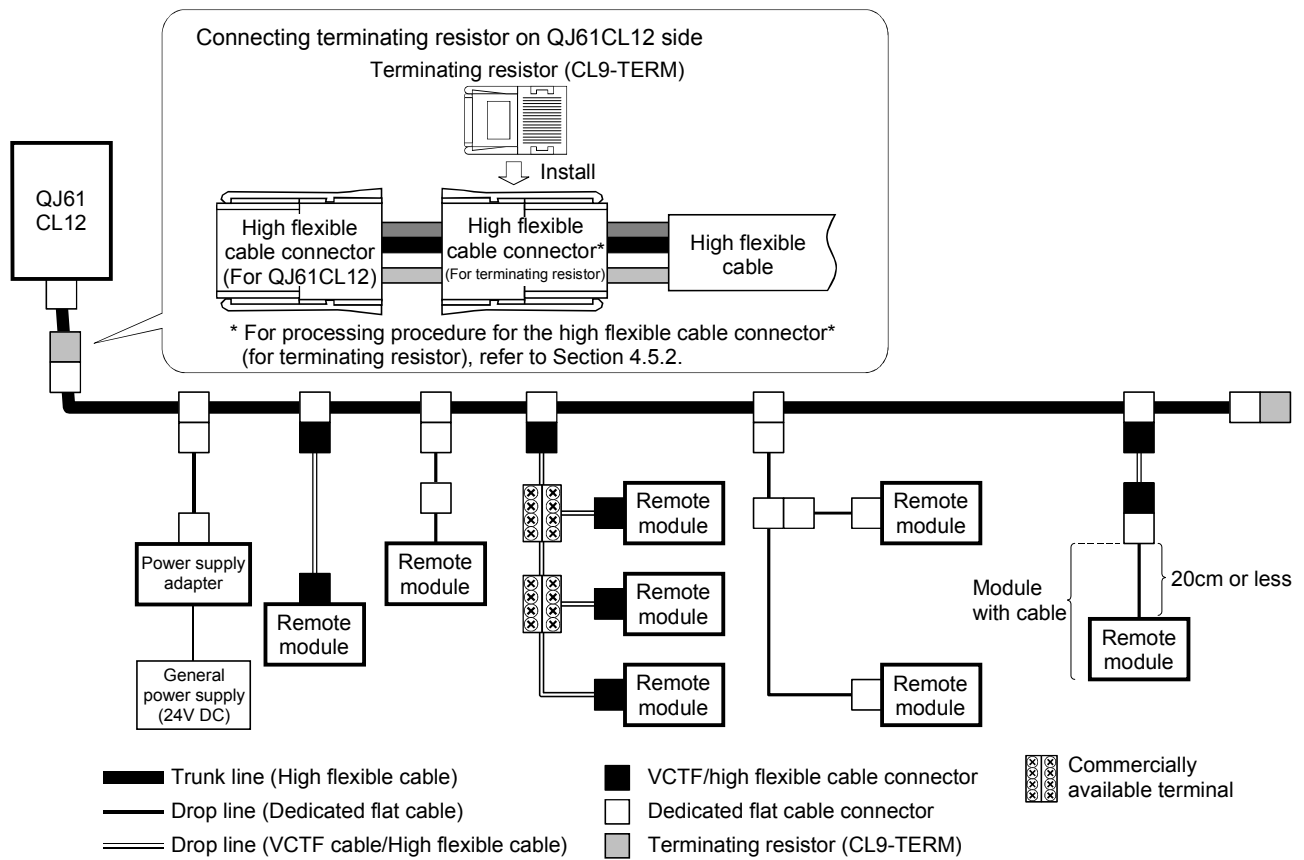 Connecting terminating resistor on QJ61CL12 side
Terminating resistor (CL9-TERM)
Install
QJ61
CL12
High flexible
cable connector
(For QJ61CL12)
High flexible
cable connector*
(For terminating resistor)
High flexible
cable
* For processing procedure for the high flexible cable connector*
(for terminating resistor), refer to Section 4.5.2.
Power supply
adapter
General
power supply
(24V DC)
Remote
module
Remote
module
Remote
module
Remote
module
Remote
module
Remote
module
Remote
module
Module
with cable
20cm or less
Remote
module
Trunk line (High flexible cable)
Drop line (Dedicated flat cable)
Drop line (VCTF cable/High flexible cable)
VCTF/high flexible cable connector
Dedicated flat cable connector
Terminating resistor (CL9-TERM)
Commercially
available terminal